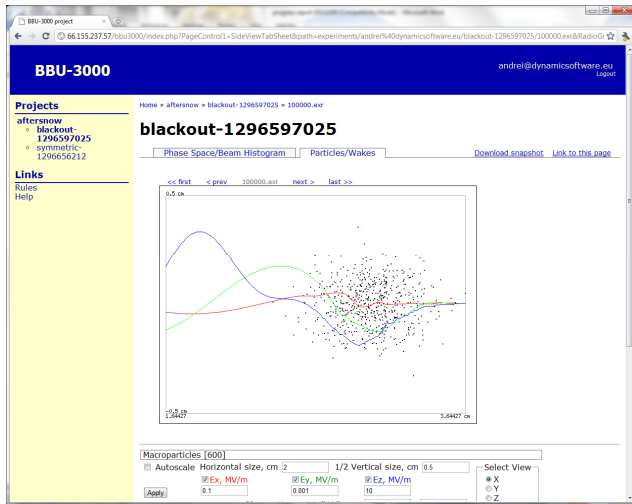 BBU-3000 project
66.155.237.57/bbu3000/index.php?PageControl1=SideViewTabSheet&path=experiments/andrei%40dynamicsoftware.eu/blackout-1296597025/100000.exr&RadioGr
BBU-3000
andrei@dynamicsoftware.eu
Logout
Projects
aftersnow
blackout-
1296597025
symmetric-
1296656212
Links
Rules
Help
Home » aftersnow » blackout-1296597025 » 100000.exr
blackout-1296597025
Phase Space/Beam Histogram Particles/Wakes Download snapshot Link to this page
<< first < prev 100000.exr next > last >>
0.5 cm
-0.5 cm
1.64427 3.64427 cm
Macroparticles [600]
Autoscale Horizontal size, cm 2 1/2 Vertical size, cm 0.5 Select View
Ex, MV/m Ey, MV/m Ez, MV/m X
Apply 0.1 0.001 10 Y
Z